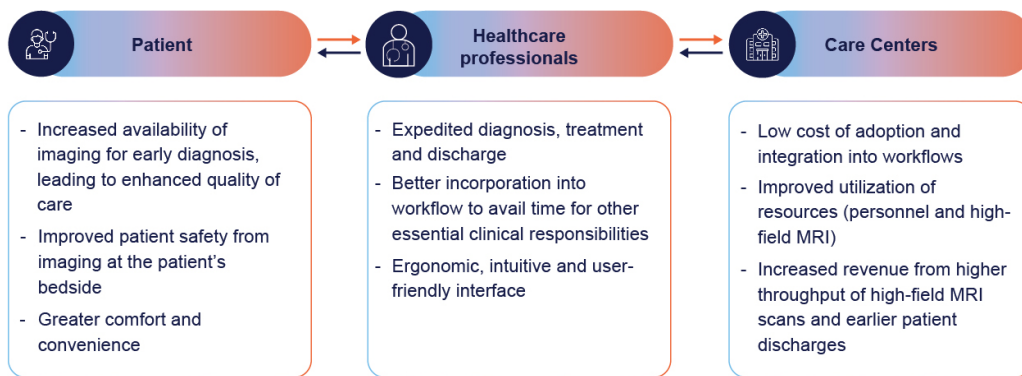 Patient
- Increased availability of
imaging for early diagnosis,
leading to enhanced quality of
care
- Improved patient safety from
imaging at the patient's
bedside
- Greater comfort and
convenience
Healthcare
professionals
- Expedited diagnosis, treatment
and discharge
- Better incorporation into
workflow to avail time for other
essential clinical responsibilities
- Ergonomic, intuitive and user-
friendly interface
Care Centers
- Low cost of adoption and
integration into workflows
- Improved utilization of
resources (personnel and high-
field MRI)
- Increased revenue from higher
throughput of high-field MRI
scans and earlier patient
discharges